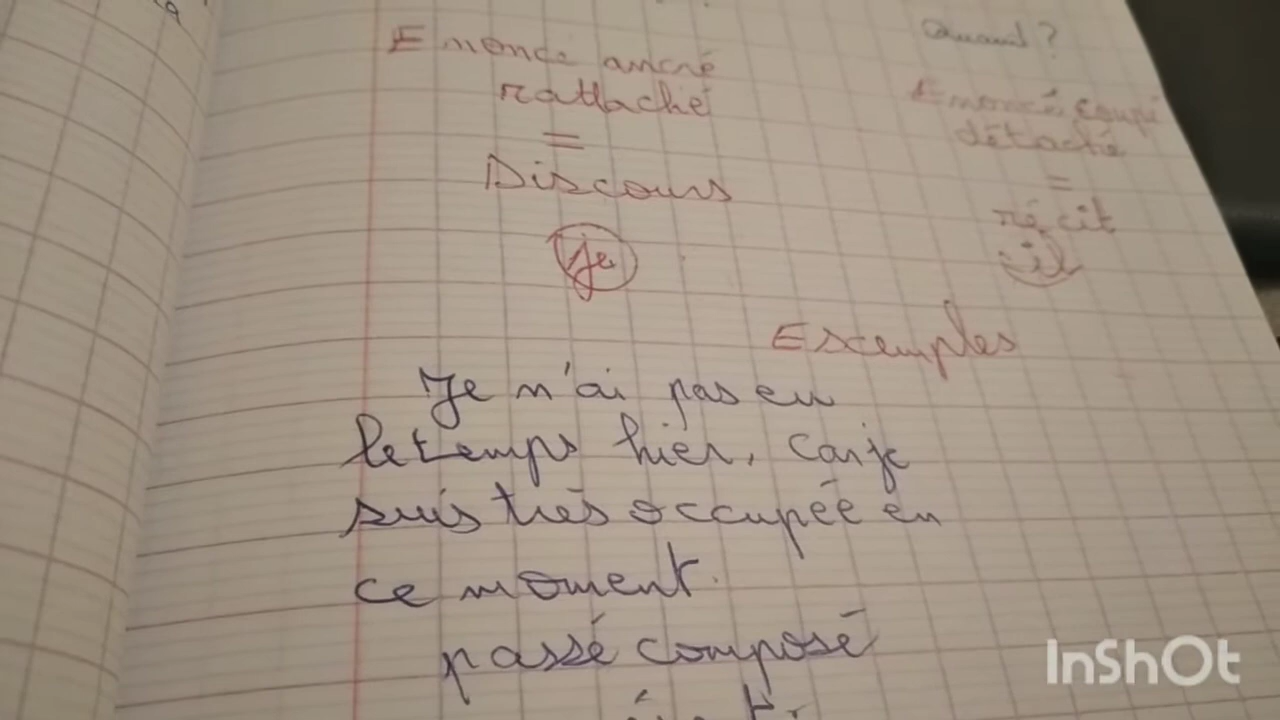 Quand ?
Enoncé ancré
rattaché
=
Discours
je
Enoncé coupé
détaché
=
récit
il
Exemples
Je n'ai pas eu
le temps hier, car je
suis très occupée en
ce moment.
passé composé
InShOt